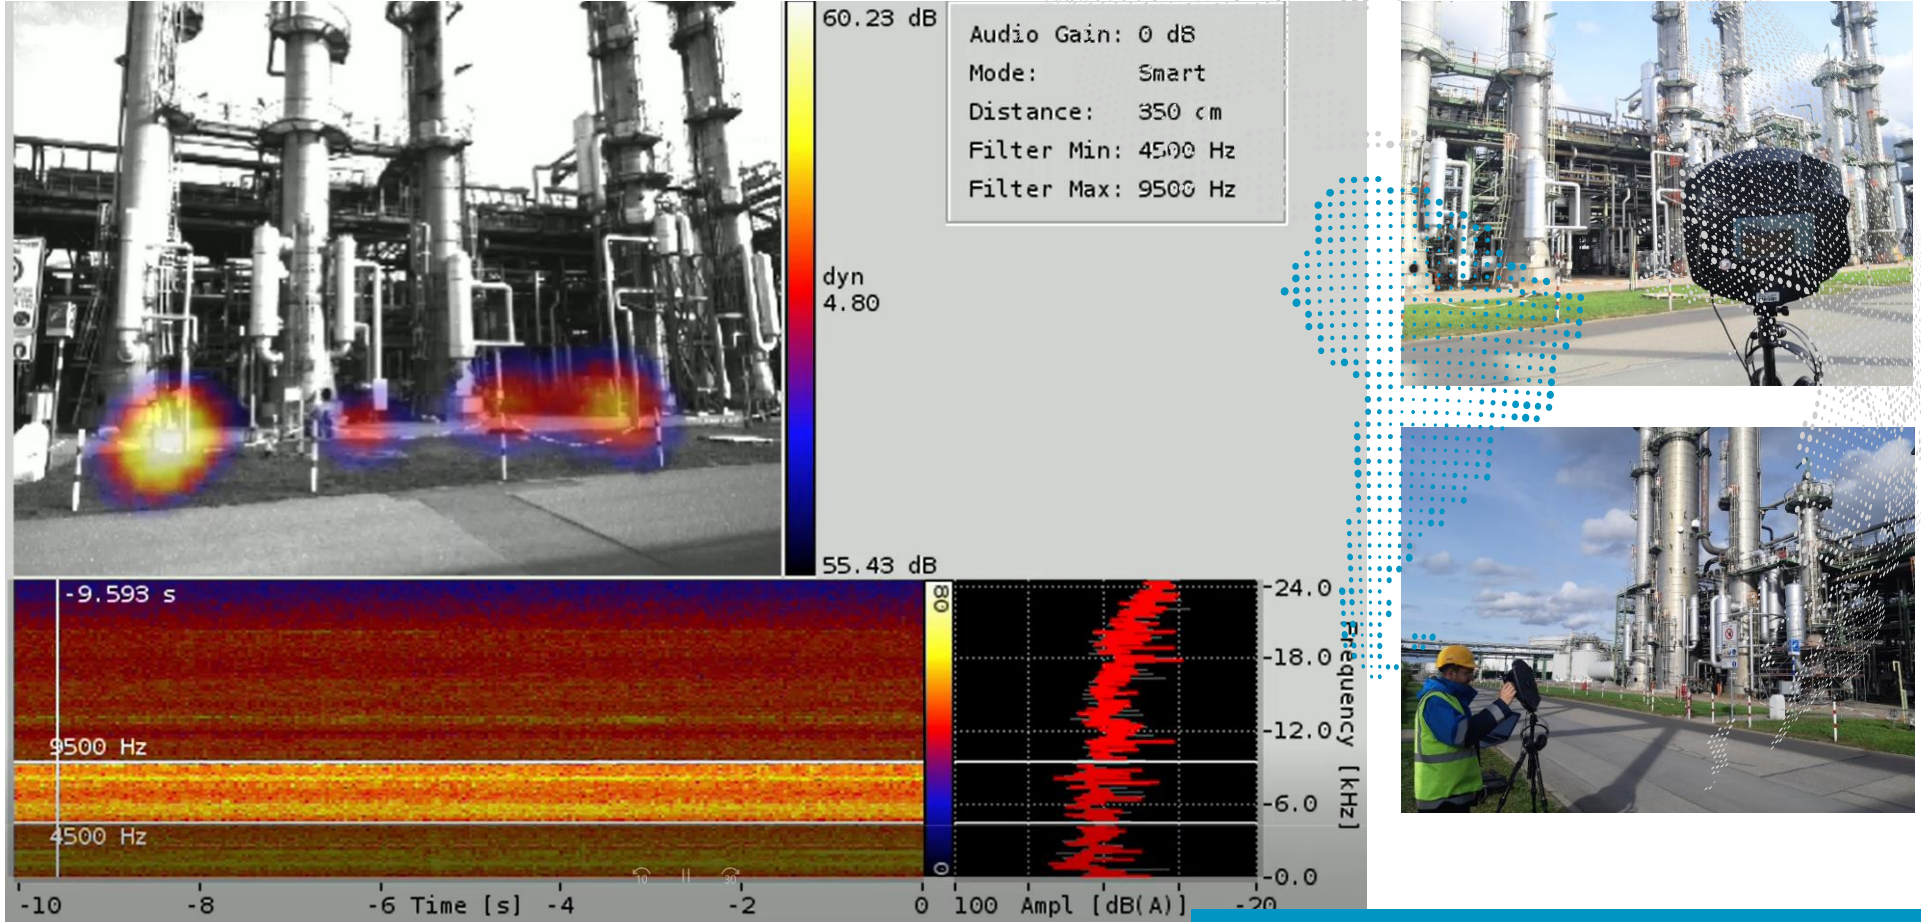 60.23 dB
dyn
4.80
55.43 dB
Audio Gain: 0 dB
Mode: Smart
Distance: 350 cm
Filter Min: 4500 Hz
Filter Max: 9500 Hz
-9.593 s
9500 Hz
4500 Hz
80
0
-24.0
-18.0
-12.0
-6.0
-0.0
Frequency [kHz]
10
30
-10 -8 -6 Time [s] -4 -2 0
100 Ampl [dB(A)] -20